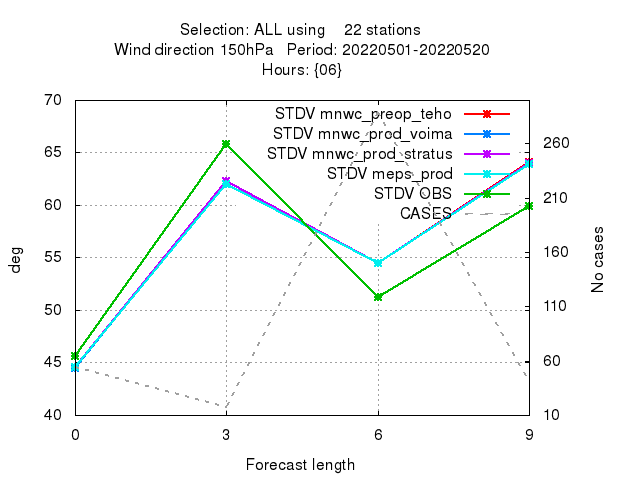 Selection: ALL using 22 stations
Wind direction 150hPa Period: 20220501-20220520
Hours: {06}
STDV mnwc_preop_teho
STDV mnwc_prod_voima
STDV mnwc_prod_stratus
STDV meps_prod
STDV OBS
CASES
70
65
60
55
50
45
40
deg
260
210
160
110
60
10
No cases
0 3 6 9
Forecast length